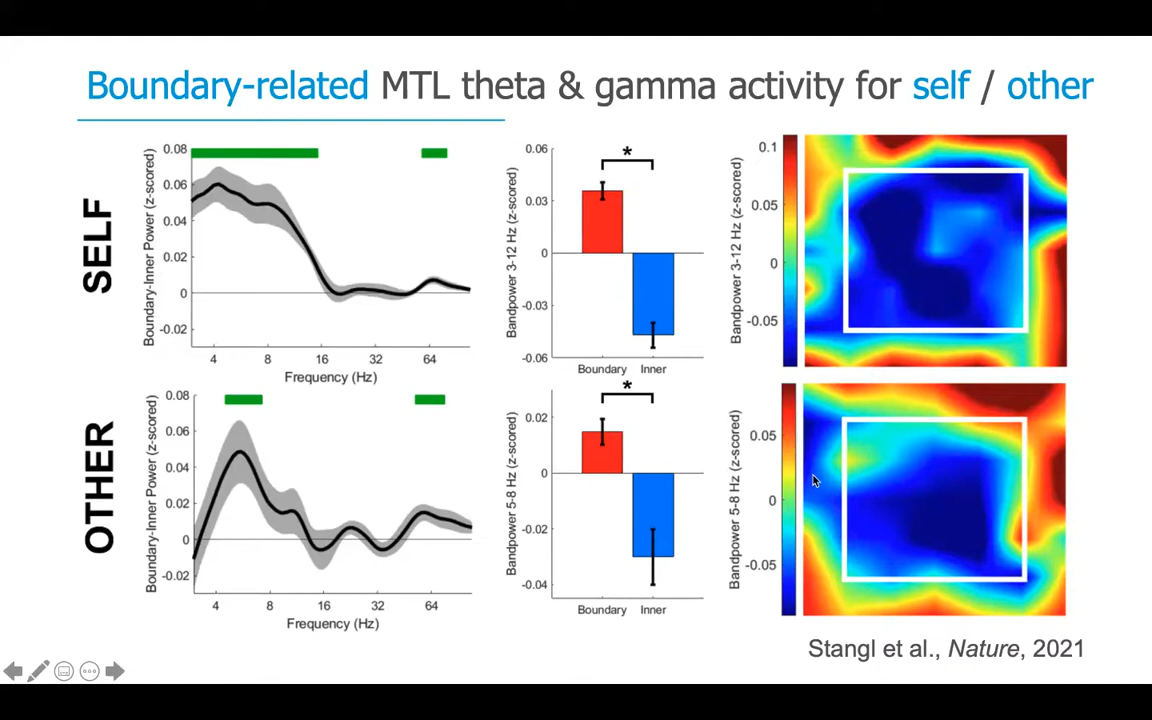 Boundary-related MTL theta & gamma activity for self / other
SELF
Boundary-Inner Power (z-scored)
0.08
0.06
0.04
0.02
0
-0.02
4 8 16 32 64
Frequency (Hz)
Bandpower 3-12 Hz (z-scored)
0.06
0.03
0
-0.03
-0.06
*
Boundary Inner
Bandpower 3-12 Hz (z-scored)
0.1
0.05
0
-0.05
OTHER
Boundary-Inner Power (z-scored)
0.08
0.06
0.04
0.02
0
-0.02
4 8 16 32 64
Frequency (Hz)
Bandpower 5-8 Hz (z-scored)
0.02
0
-0.02
-0.04
*
Boundary Inner
Bandpower 5-8 Hz (z-scored)
0.05
0
-0.05
Stangl et al., Nature, 2021